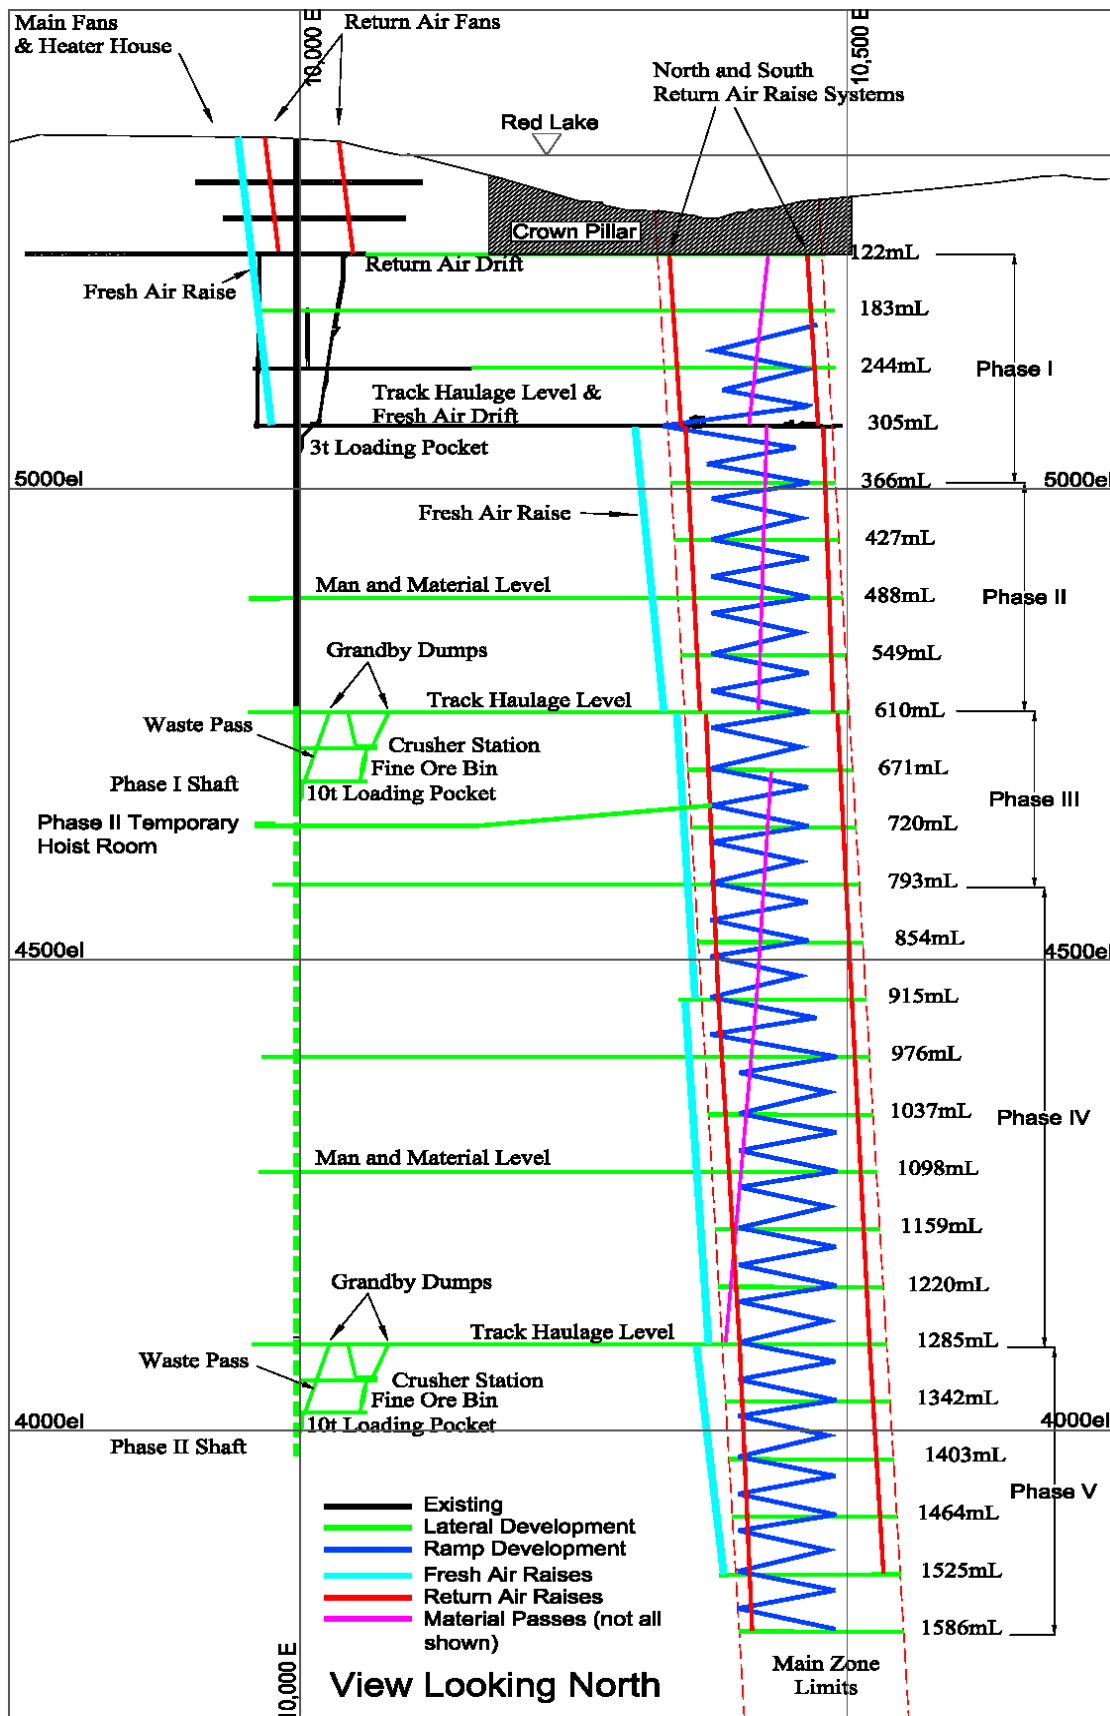 Main Fans
& Heater House
10,000 E
Return Air Fans
10,500 E
North and South
Return Air Raise Systems
Red Lake
Crown Pillar
122mL
Return Air Drift
Fresh Air Raise
183mL
244mL
Phase I
Track Haulage Level &
Fresh Air Drift
305mL
3t Loading Pocket
5000el
366mL
5000el
Fresh Air Raise
427mL
Man and Material Level
488mL
Phase II
Grandby Dumps
549mL
Track Haulage Level
610mL
Waste Pass
Crusher Station
Fine Ore Bin
671mL
Phase I Shaft
10t Loading Pocket
Phase III
Phase II Temporary
Hoist Room
720mL
793mL
854mL
4500el
4500el
915mL
976mL
1037mL
Phase IV
Man and Material Level
1098mL
1159mL
Grandby Dumps
1220mL
Track Haulage Level
1285mL
Waste Pass
Crusher Station
Fine Ore Bin
1342mL
4000el
10t Loading Pocket
4000el
Phase II Shaft
1403mL
Phase V
Existing
1464mL
Lateral Development
Ramp Development
Fresh Air Raises
1525mL
Return Air Raises
Material Passes (not all
shown)
1586mL
10,000 E
View Looking North
Main Zone
Limits